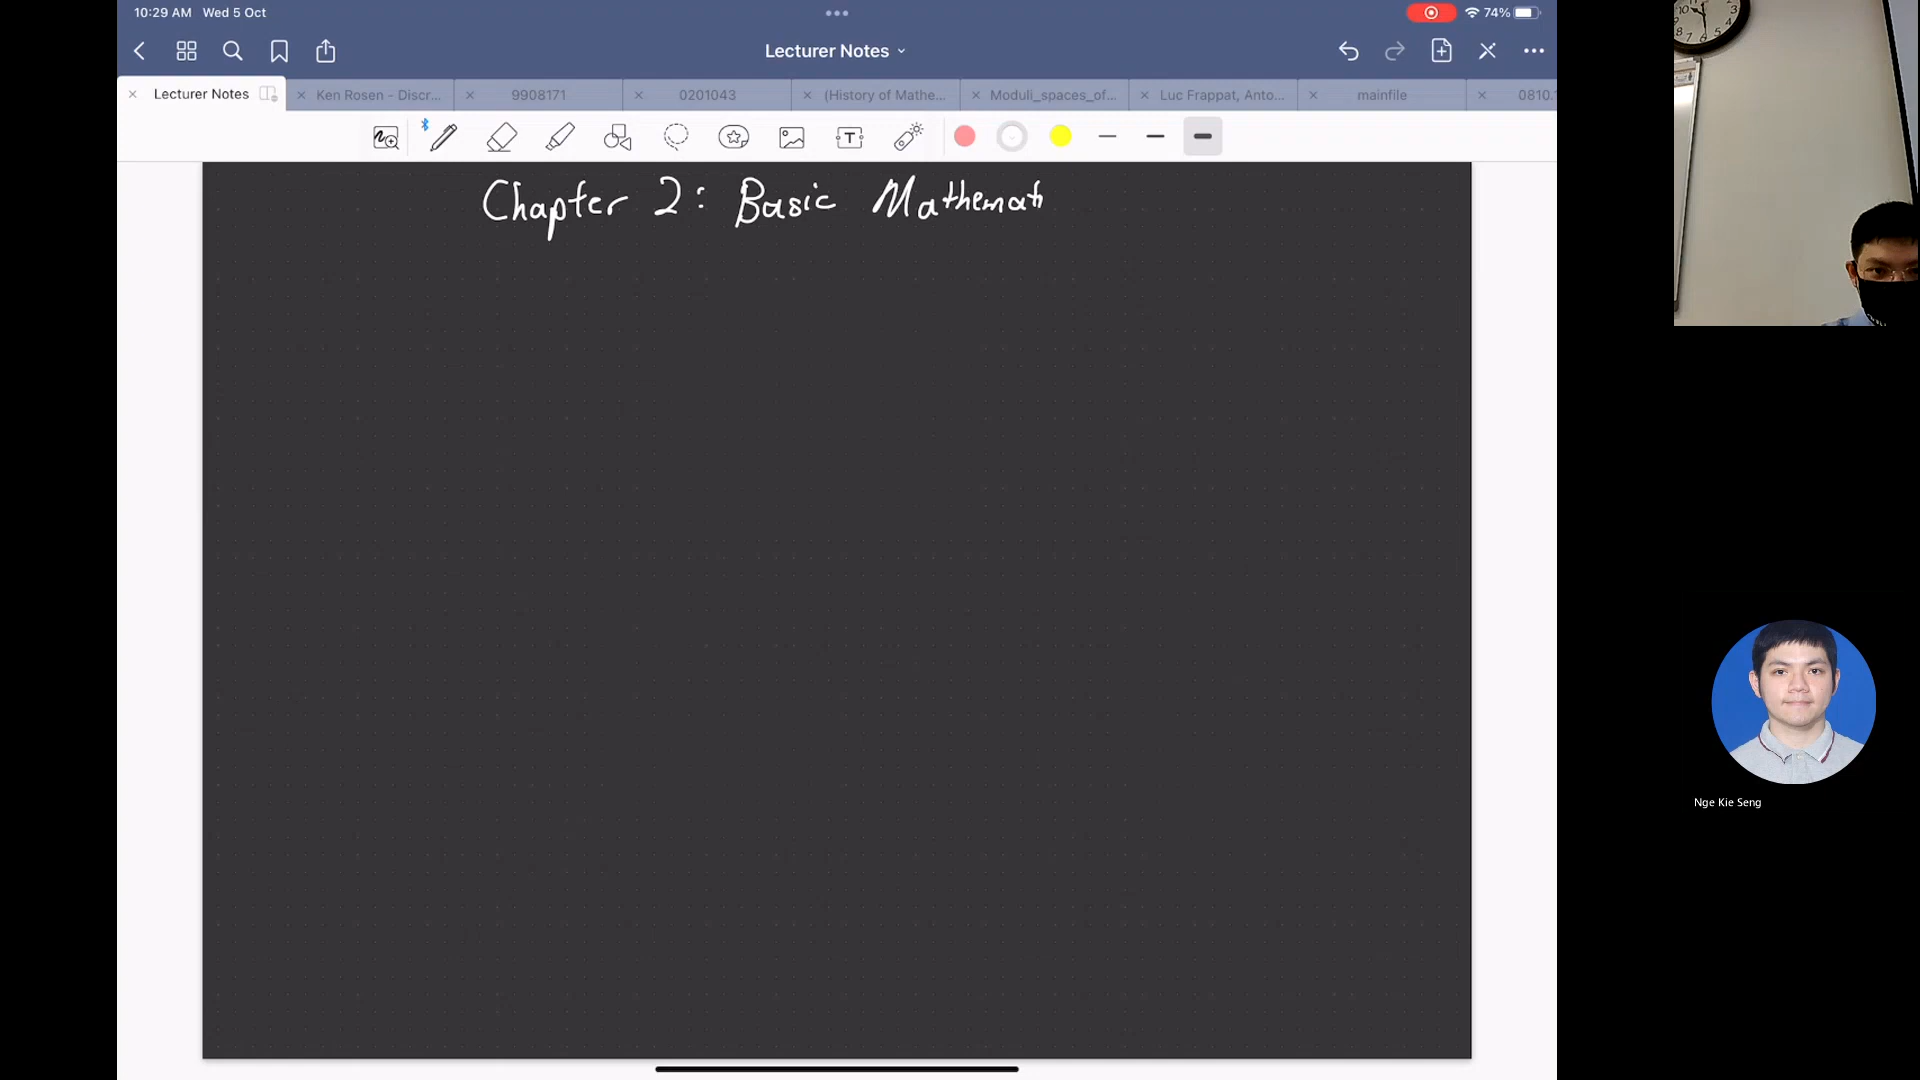 10:29 AM Wed 5 Oct
74%
Lecturer Notes
Lecturer Notes
Ken Rosen - Discr...
9908171
0201043
(History of Mathe...
Moduli_spaces_of...
Luc Frappat, Anto...
mainfile
0810.
Chapter 2: Basic Mathemati
Nge Kie Seng